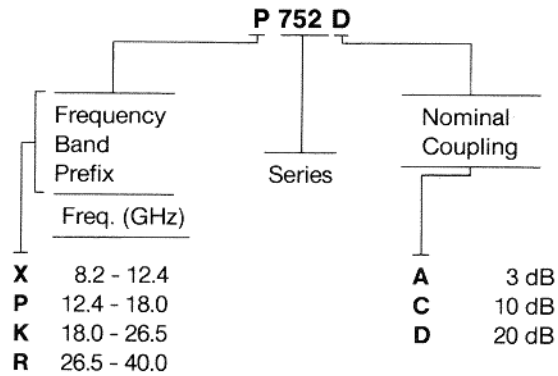 P 752 D
Frequency
Band
Prefix
Freq. (GHz)
X 8.2 - 12.4
P 12.4 - 18.0
K 18.0 - 26.5
R 26.5 - 40.0
Series
Nominal
Coupling
A 3 dB
C 10 dB
D 20 dB